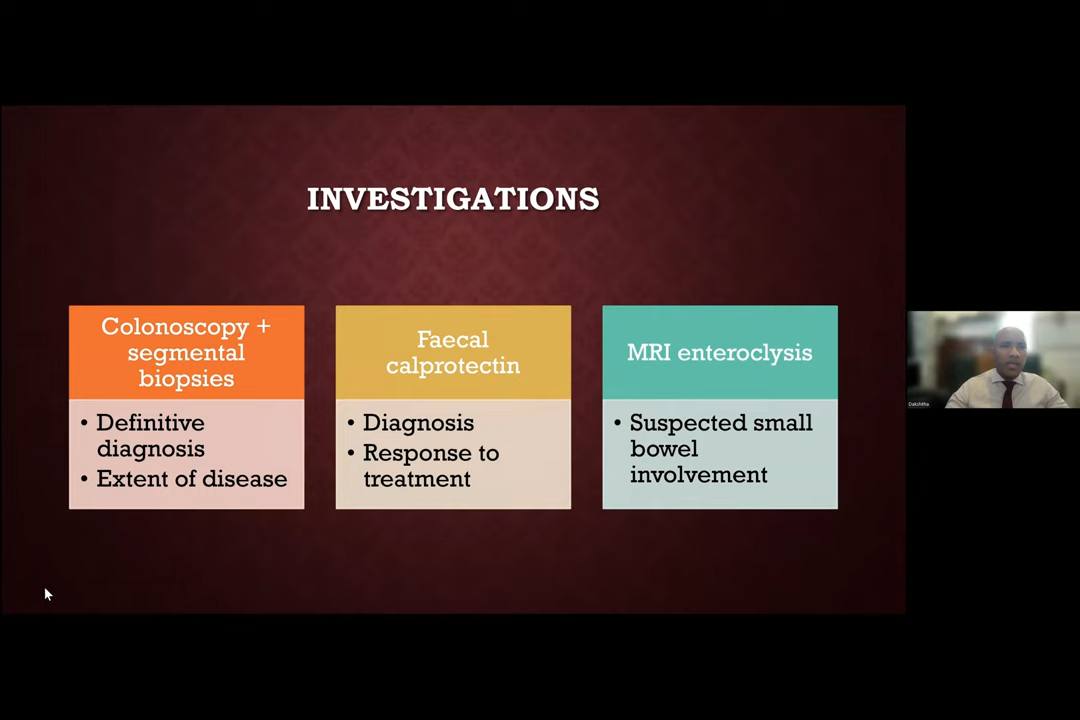 INVESTIGATIONS
Colonoscopy +
segmental
biopsies
• Definitive
diagnosis
• Extent of disease
Faecal
calprotectin
• Diagnosis
• Response to
treatment
MRI enteroclysis
• Suspected small
bowel
involvement
Dakshitha